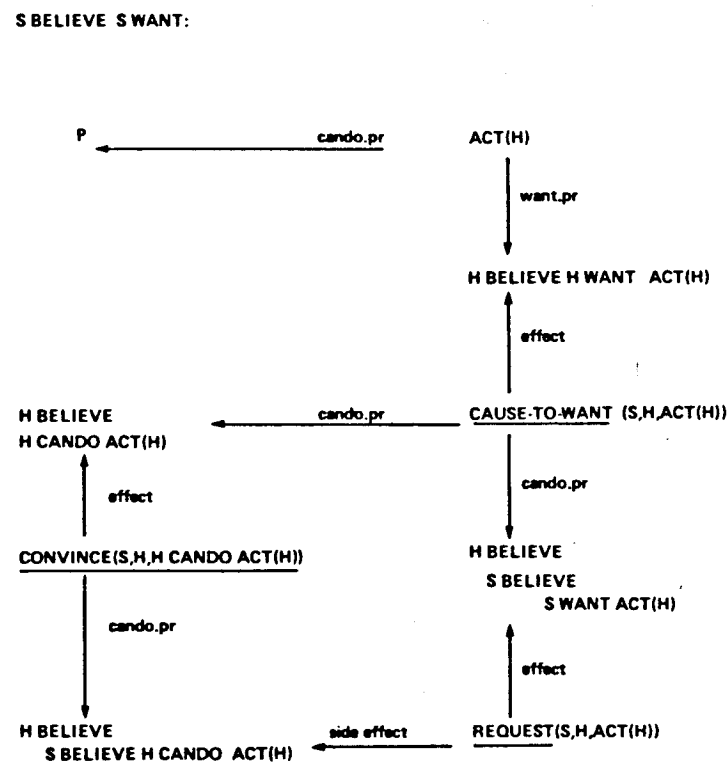 S BELIEVE S WANT:
P
cando.pr
ACT(H)
want.pr
H BELIEVE H WANT ACT(H)
effect
H BELIEVE
H CANDO ACT(H)
cando.pr
CAUSE-TO-WANT (S,H,ACT(H))
effect
cando.pr
CONVINCE(S,H,H CANDO ACT(H))
H BELIEVE
S BELIEVE
S WANT ACT(H)
cando.pr
effect
H BELIEVE
S BELIEVE H CANDO ACT(H)
side effect
REQUEST(S,H,ACT(H))